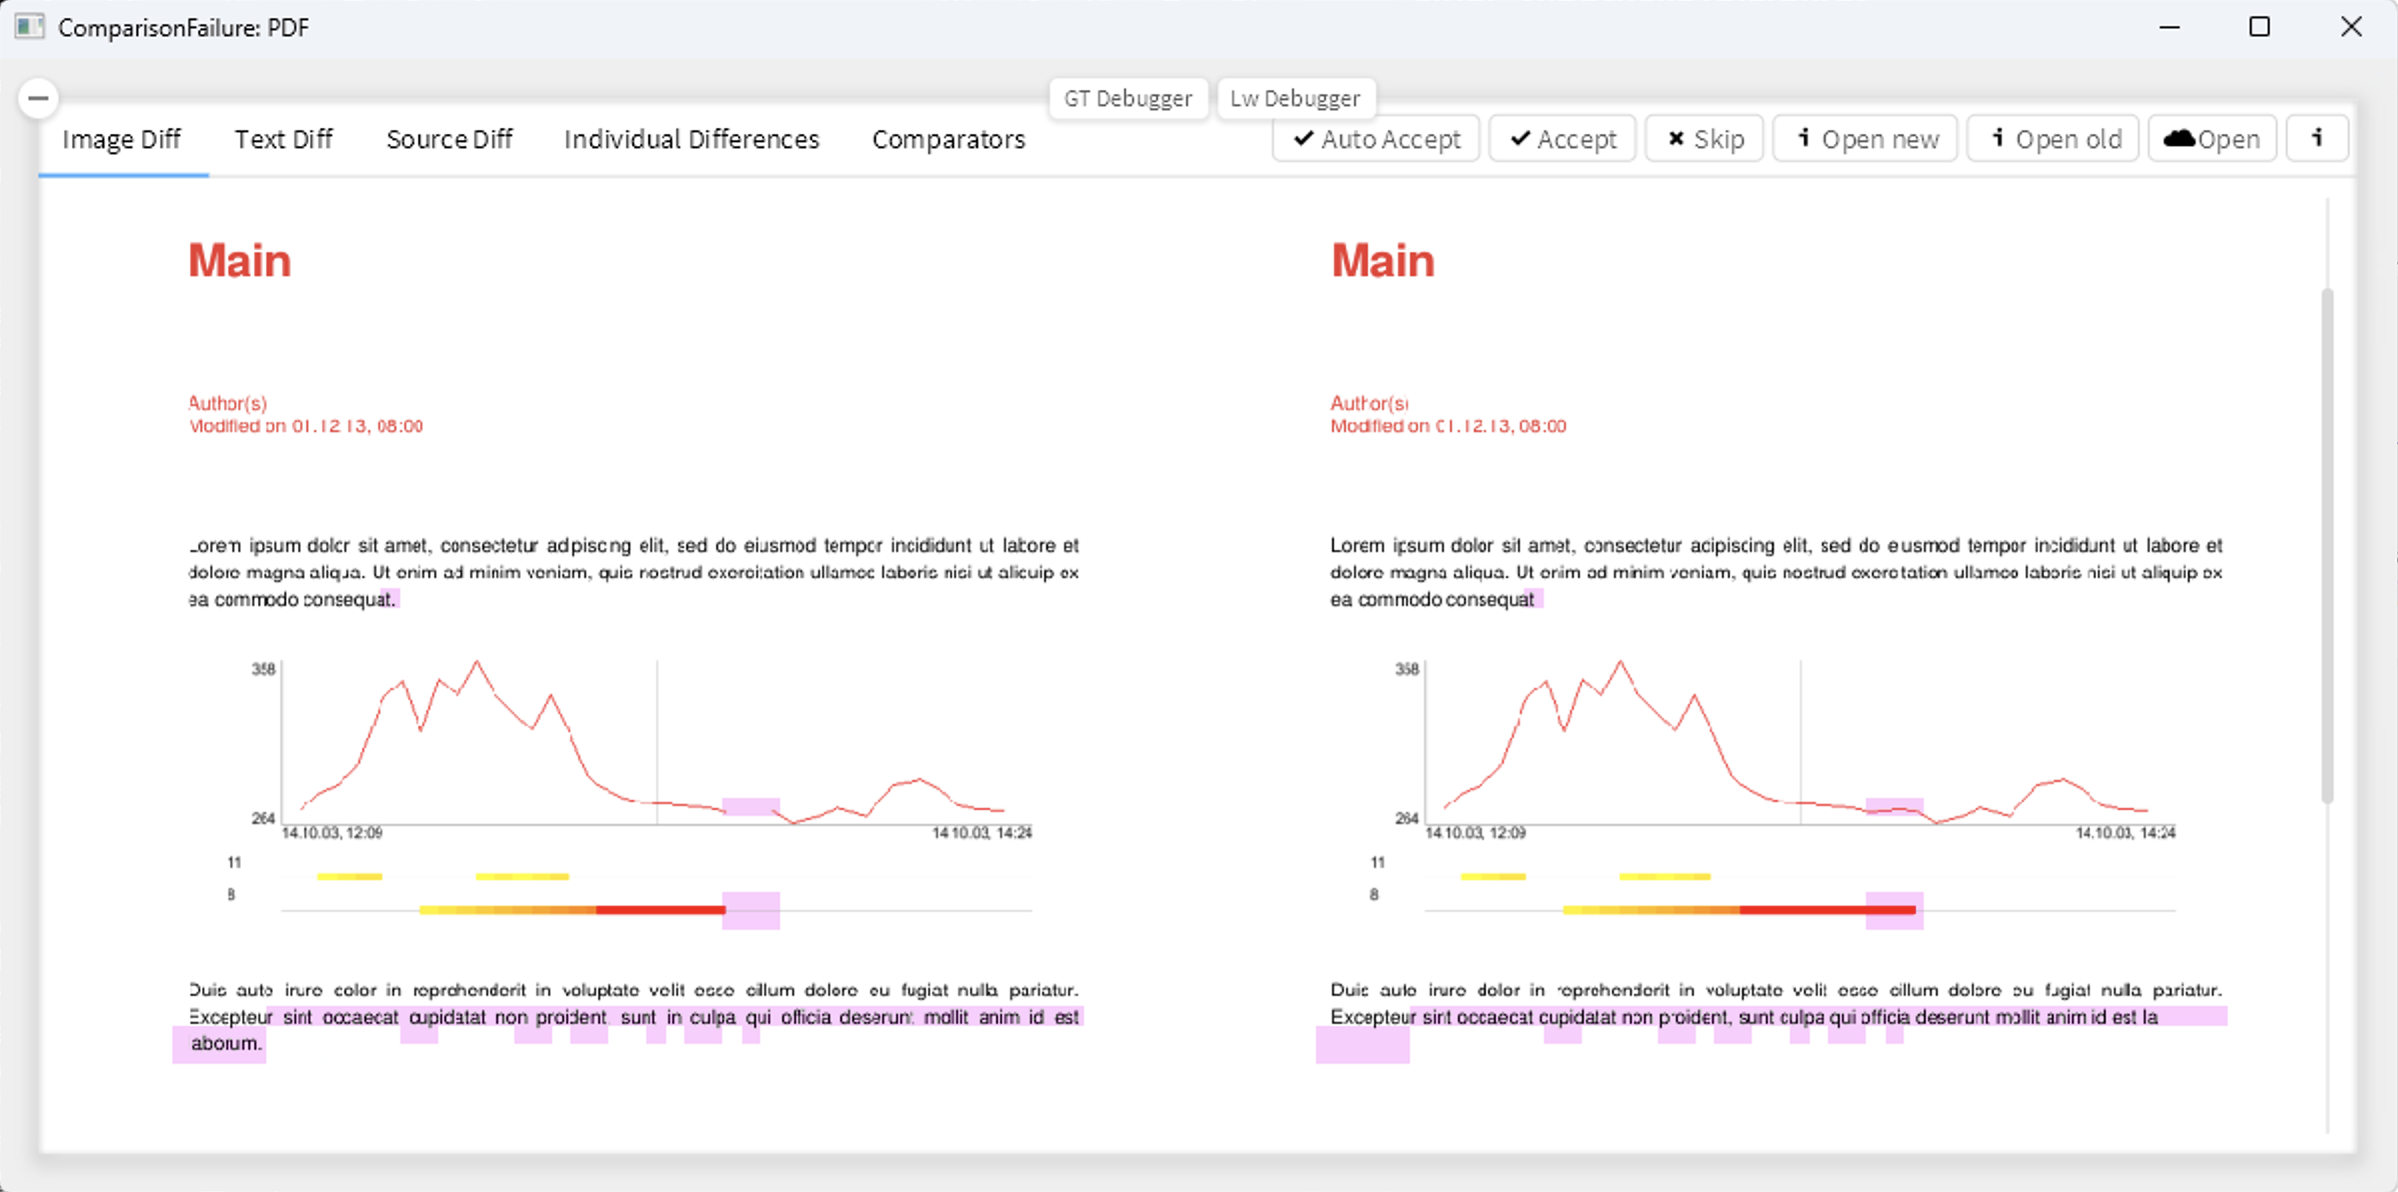 ComparisonFailure: PDF
GT Debugger Lw Debugger
Image Diff Text Diff Source Diff Individual Differences Comparators Auto Accept Accept Skip Open new Open old Open
Main
Author(s)
Modified on 01.12.13, 08:00
Lorem ipsum dolor sit amet, consectetur adipiscing elit, sed do eiusmod tempor incididunt ut labore et
dolore magna aliqua. Ut enim ad minim veniam, quis nostrud exercitation ullamco laboris nisi ut aliquip ex
ea commodo consequat.
358
264
14.10.03, 12:09 14.10.03, 14:24
11
8
Duis aute irure dolor in reprehenderit in voluptate velit esse cillum dolore eu fugiat nulla pariatur.
Excepteur sint occaecat cupidatat non proident, sunt in culpa qui officia deserunt mollit anim id est
laborum.
Main
Author(s)
Modified on 01.12.13, 08:00
Lorem ipsum dolor sit amet, consectetur adipiscing elit, sed do eiusmod tempor incididunt ut labore et
dolore magna aliqua. Ut enim ad minim veniam, quis nostrud exercitation ullamco laboris nisi ut aliquip ex
ea commodo consequat
358
264
14.10.03, 12:09 14.10.03, 14:24
11
8
Duis aute irure dolor in reprehenderit in voluptate velit esse cillum dolore eu fugiat nulla pariatur.
Excepteur sint occaecat cupidatat non proident, sunt culpa qui officia deserunt mollit anim id est la